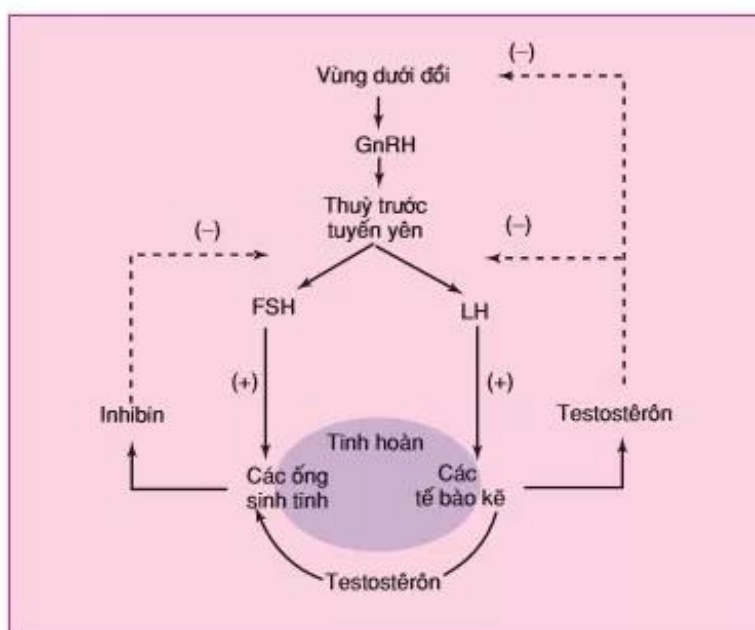 (–)
Vùng dưới đồi
GnRH
Thuỳ trước
tuyến yên
(–)
(–)
FSH
LH
(+)
(+)
Inhibin
Testostêrôn
Tinh hoàn
Các ống
sinh tinh
Các
tế bào kẽ
Testostêrôn